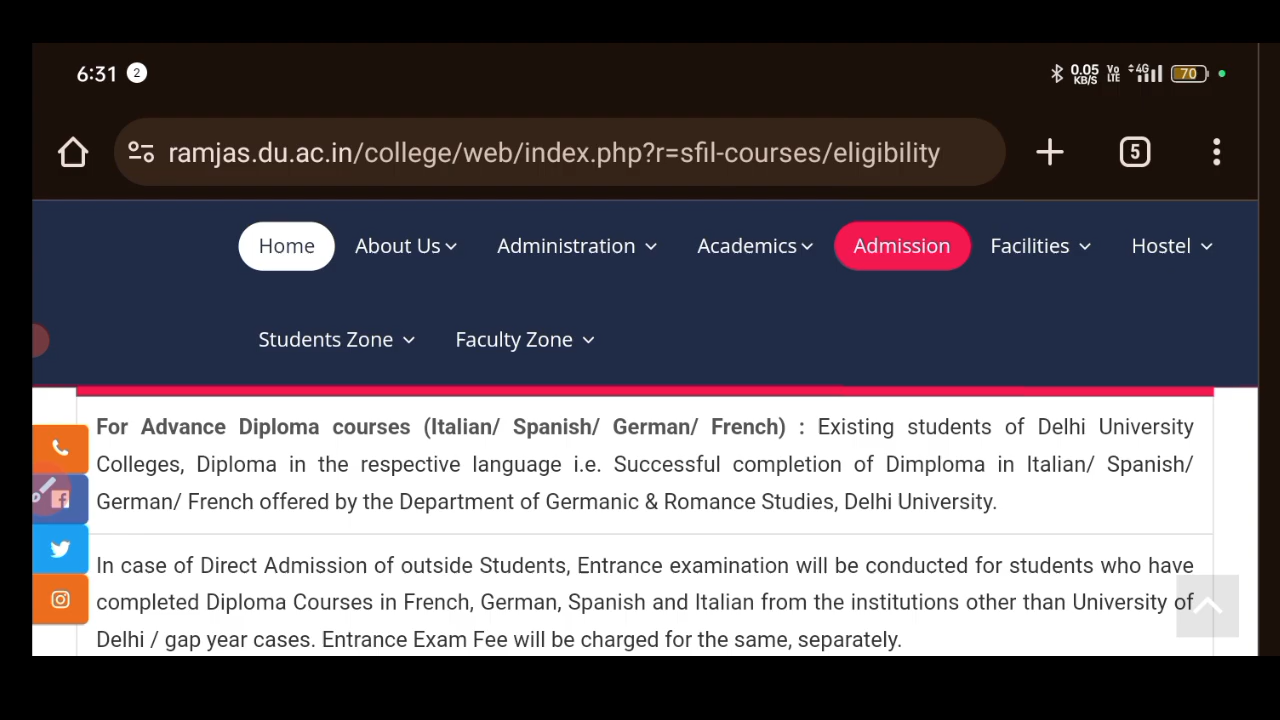 6:31 2 0.05 KB/S Vo LTE 4G 70
ramjas.du.ac.in/college/web/index.php?r=sfil-courses/eligibility 5
Home About Us Administration Academics Admission Facilities Hostel
Students Zone Faculty Zone
For Advance Diploma courses (Italian/ Spanish/ German/ French) : Existing students of Delhi University
Colleges, Diploma in the respective language i.e. Successful completion of Dimploma in Italian/ Spanish/
German/ French offered by the Department of Germanic & Romance Studies, Delhi University.
In case of Direct Admission of outside Students, Entrance examination will be conducted for students who have
completed Diploma Courses in French, German, Spanish and Italian from the institutions other than University of
Delhi / gap year cases. Entrance Exam Fee will be charged for the same, separately.